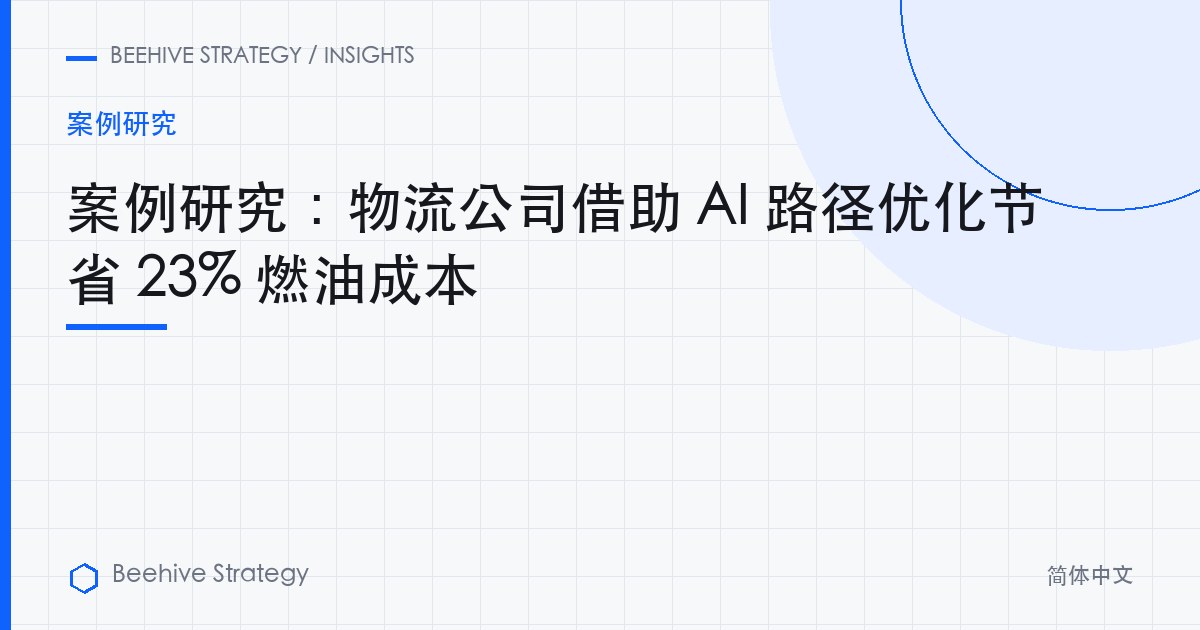 BEEHIVE STRATEGY / INSIGHTS
案例研究
案例研究：物流公司借助 AI 路径优化节
省 23% 燃油成本
Beehive Strategy
简体中文